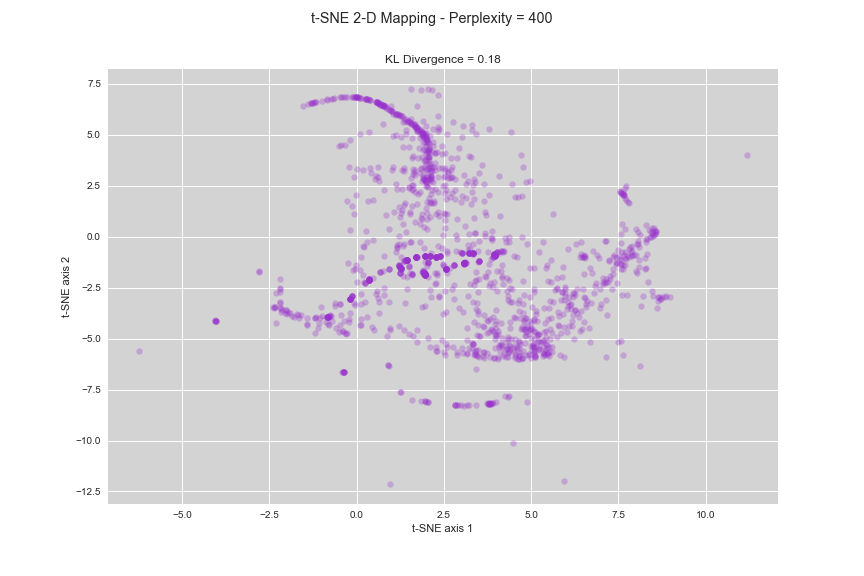 t-SNE 2-D Mapping - Perplexity = 400
KL Divergence = 0.18
7.5
5.0
2.5
0.0
−2.5
−5.0
−7.5
−10.0
−12.5
t-SNE axis 2
−5.0 −2.5 0.0 2.5 5.0 7.5 10.0
t-SNE axis 1